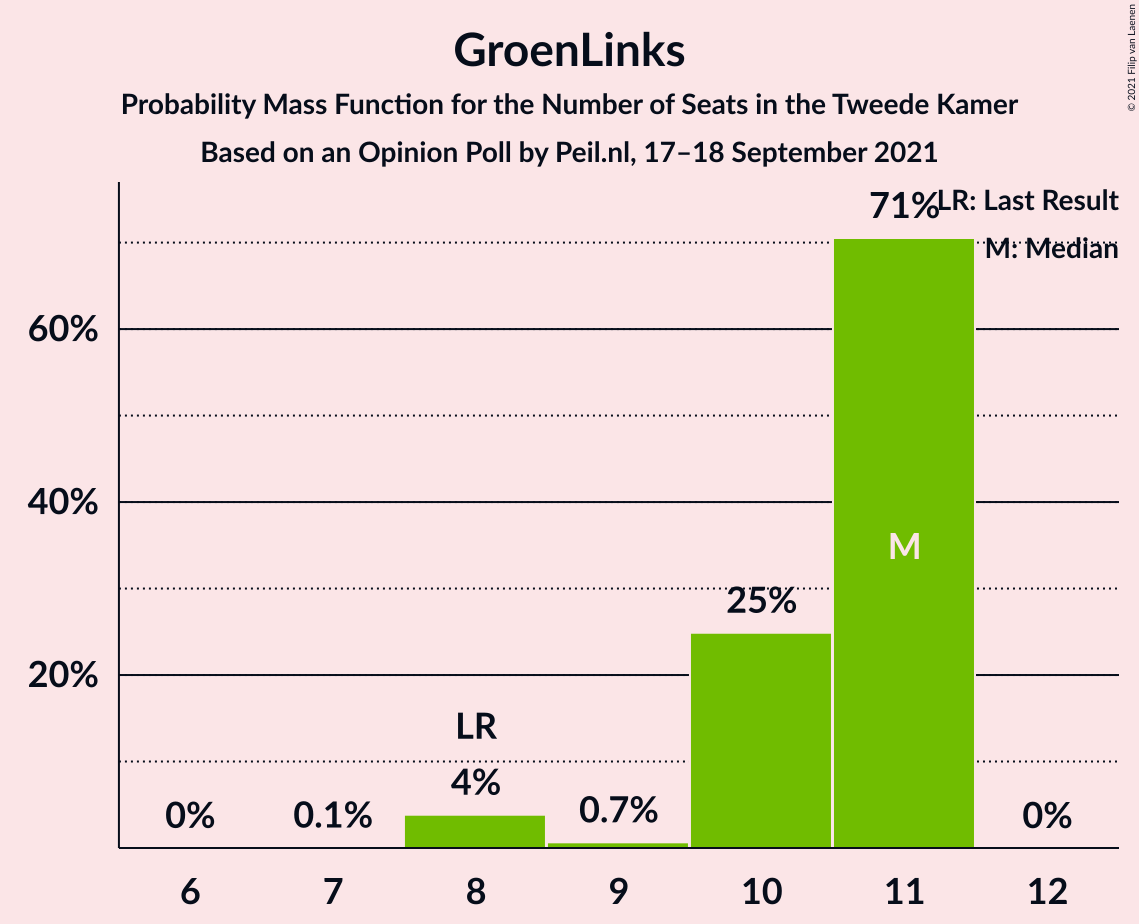 GroenLinks
Probability Mass Function for the Number of Seats in the Tweede Kamer
Based on an Opinion Poll by Peil.nl, 17–18 September 2021
© 2021 Filip van Laenen
LR: Last Result
M: Median
71%
60%
40%
M
25%
20%
LR
4%
0%
0.1%
0.7%
0%
6 7 8 9 10 11 12